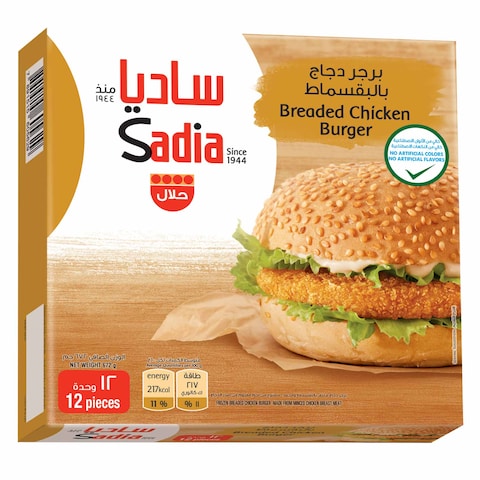 ساديا
منذ
١٩٤٤
Sadia
Since
1944
حلال
برجر دجاج
بالبقسماط
Breaded Chicken
Burger
NO ARTIFICIAL COLORS
NO ARTIFICIAL FLAVORS
NET WEIGHT 672 g
١٢ وحدة
12 pieces
energy
217kcal
11 %
طاقة
٢١٧
% ١١
FROZEN BREADED CHICKEN BURGER MADE FROM MINCED CHICKEN BREAST MEAT
ساديا
Sadia